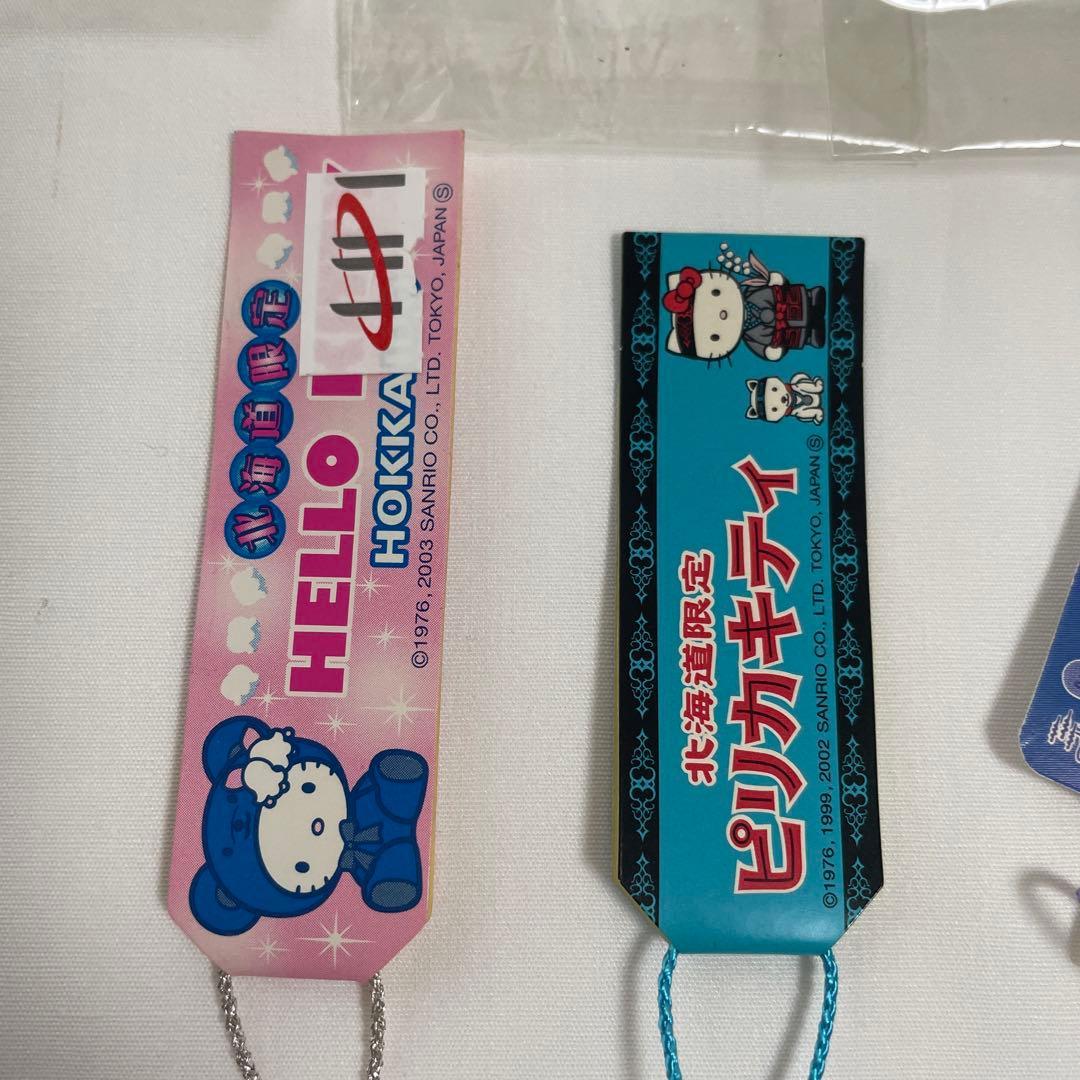 北海道限定
HELLO
HOKKA
©1976, 2003 SANRIO CO., LTD. TOKYO, JAPAN Ⓢ
北海道限定
ピリカキティ
©1976, 1999, 2002 SANRIO CO., LTD. TOKYO, JAPAN Ⓢ